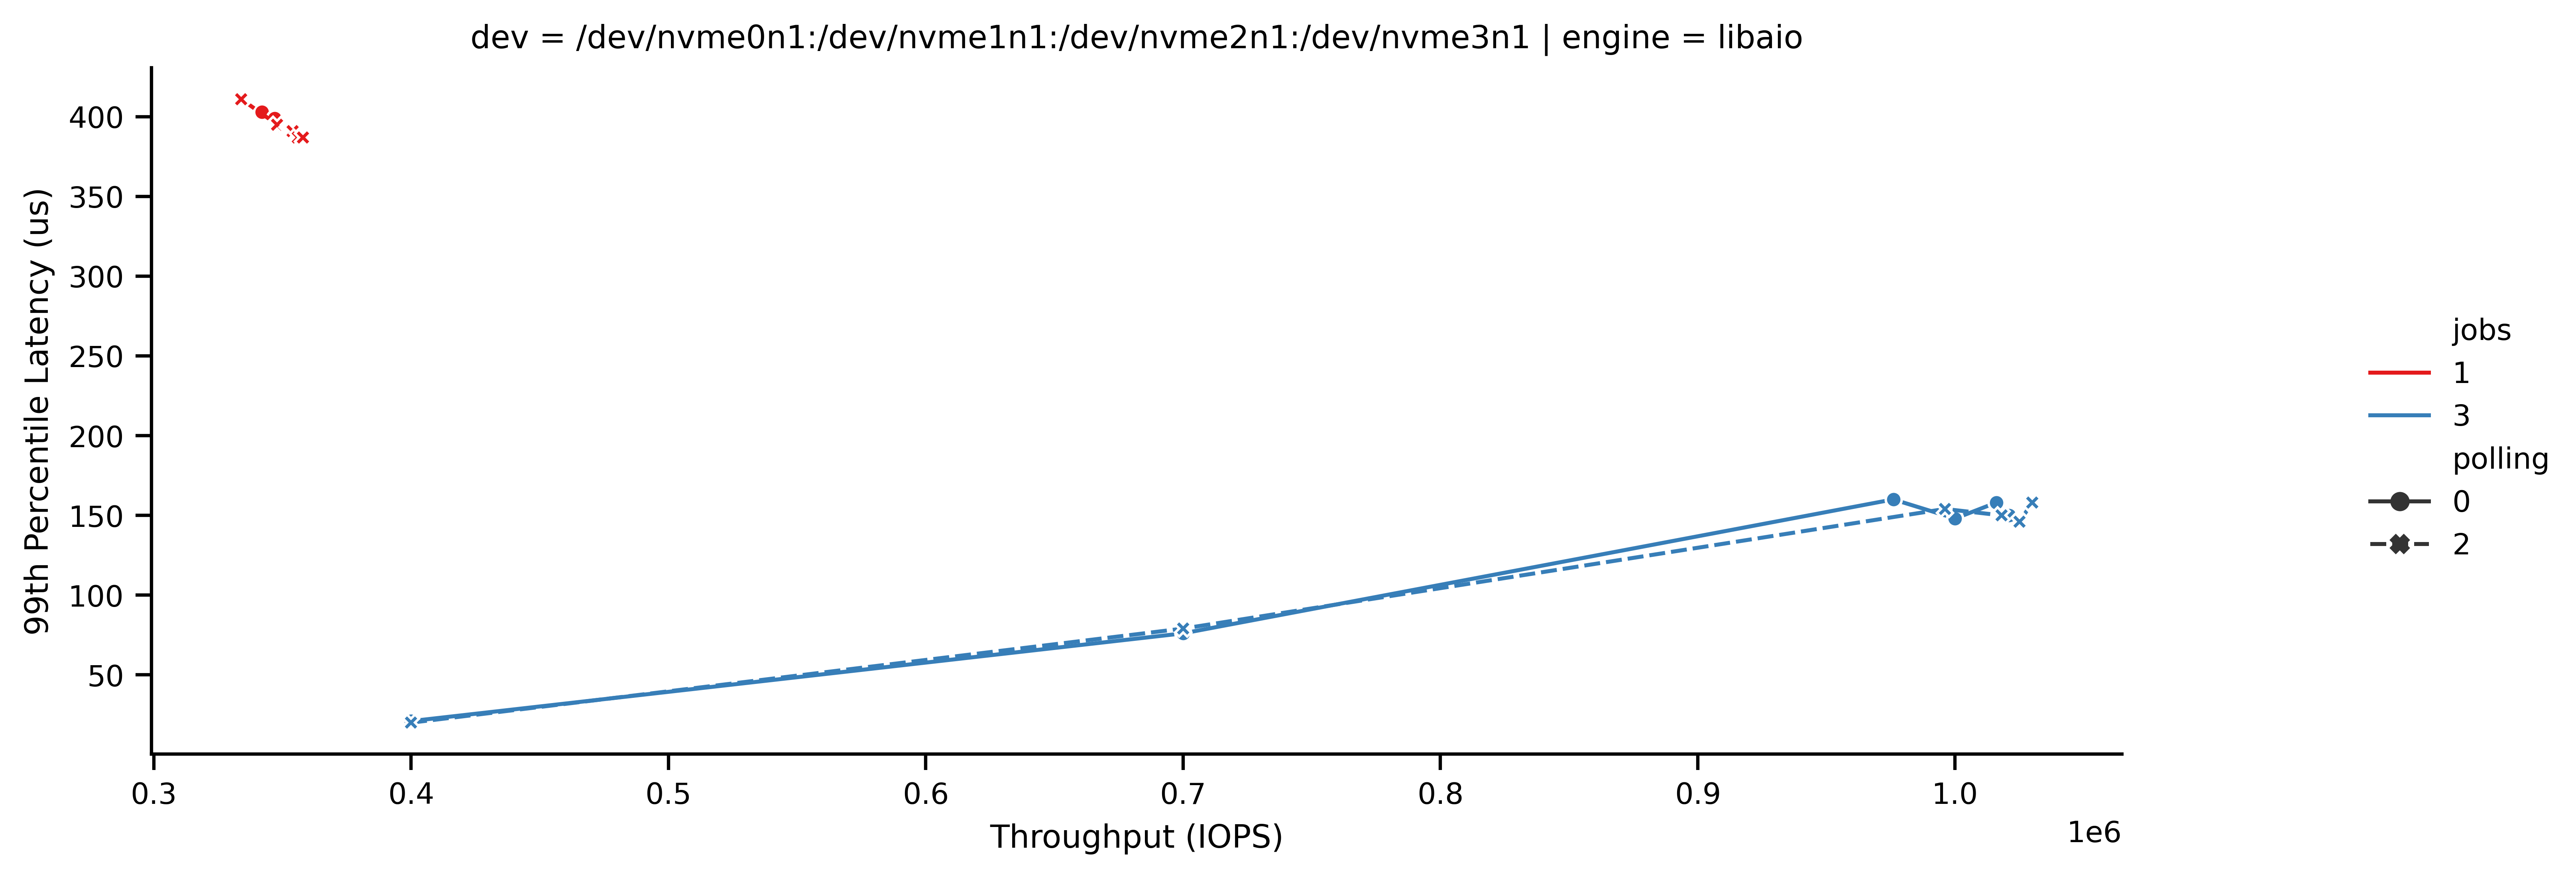 dev = /dev/nvme0n1:/dev/nvme1n1:/dev/nvme2n1:/dev/nvme3n1 | engine = libaio
99th Percentile Latency (us)
400
350
300
250
200
150
100
50
0.3 0.4 0.5 0.6 0.7 0.8 0.9 1.0
1e6
Throughput (IOPS)
jobs
1
3
polling
0
2